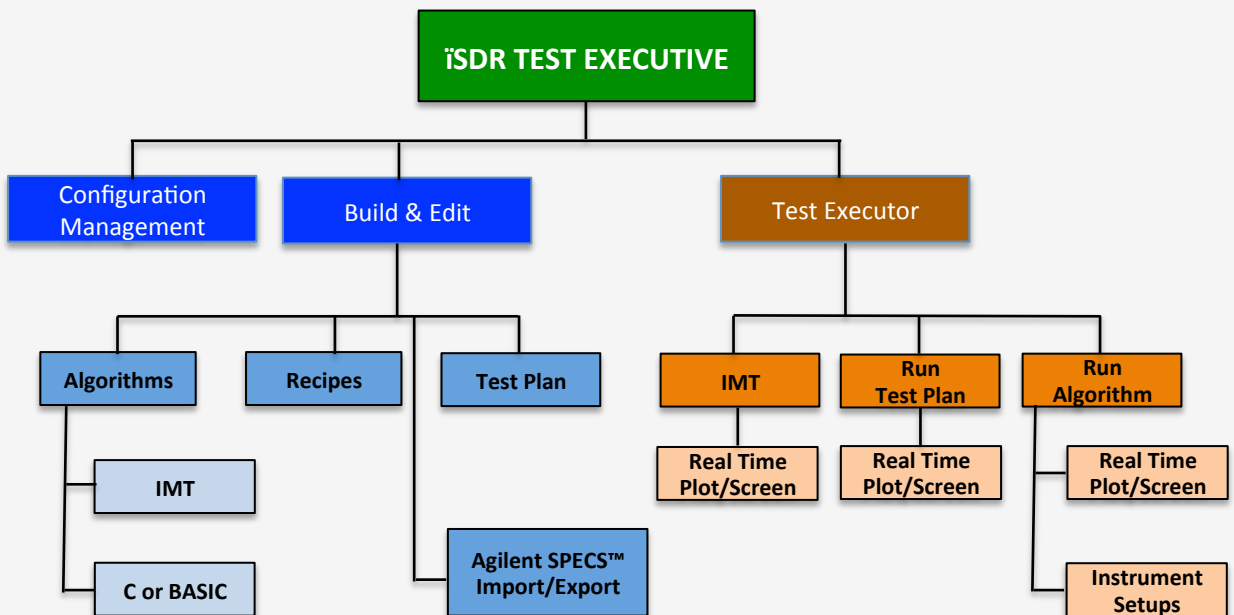 ïSDR TEST EXECUTIVE
Configuration
Management
Build & Edit
Test Executor
Algorithms
Recipes
Test Plan
IMT
Run
Test Plan
Run
Algorithm
Real Time
Plot/Screen
Real Time
Plot/Screen
Real Time
Plot/Screen
IMT
Agilent SPECS™
Import/Export
C or BASIC
Instrument
Setups